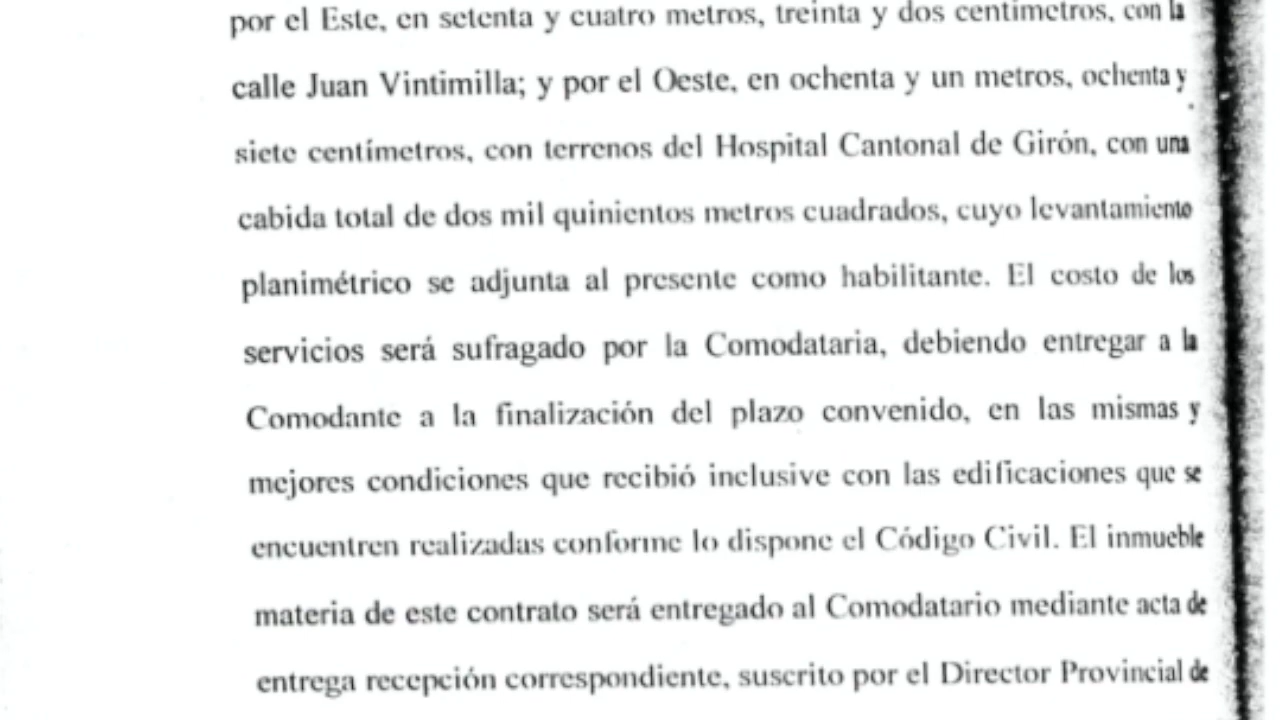 por el Este, en setenta y cuatro metros, treinta y dos centímetros, con la
calle Juan Vintimilla; y por el Oeste, en ochenta y un metros, ochenta y
siete centímetros, con terrenos del Hospital Cantonal de Girón, con una
cabida total de dos mil quinientos metros cuadrados, cuyo levantamiento
planimétrico se adjunta al presente como habilitante. El costo de los
servicios será sufragado por la Comodataria, debiendo entregar a la
Comodante a la finalización del plazo convenido, en las mismas y
mejores condiciones que recibió inclusive con las edificaciones que se
encuentren realizadas conforme lo dispone el Código Civil. El inmueble
materia de este contrato será entregado al Comodatario mediante acta de
entrega recepción correspondiente, suscrito por el Director Provincial de